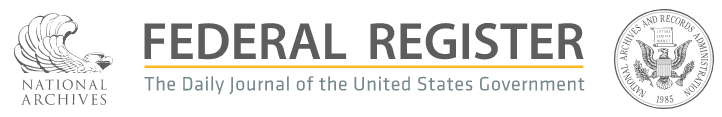 NATIONAL
ARCHIVES
FEDERAL REGISTER
The Daily Journal of the United States Government
NATIONAL ARCHIVES AND RECORDS ADMINISTRATION
1985